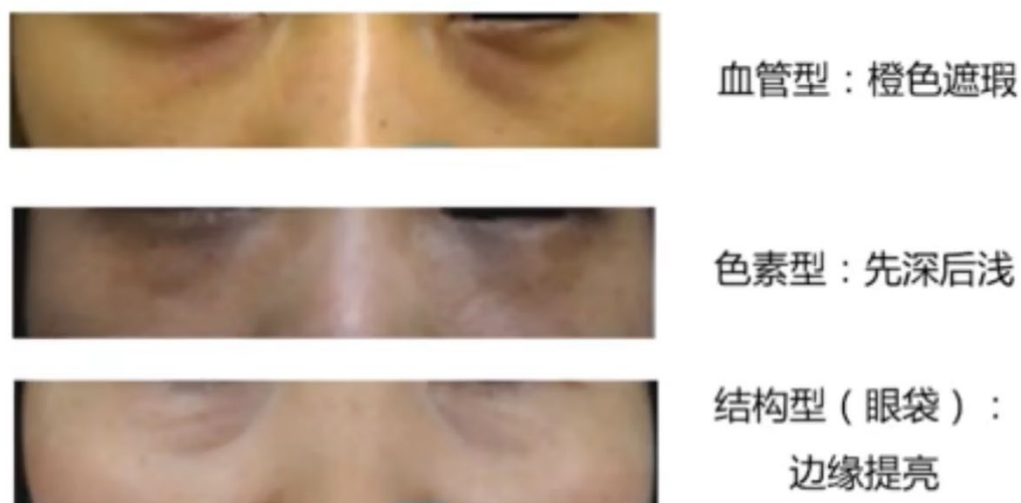 血管型：橙色遮瑕
色素型：先深后浅
结构型（眼袋）：
边缘提亮